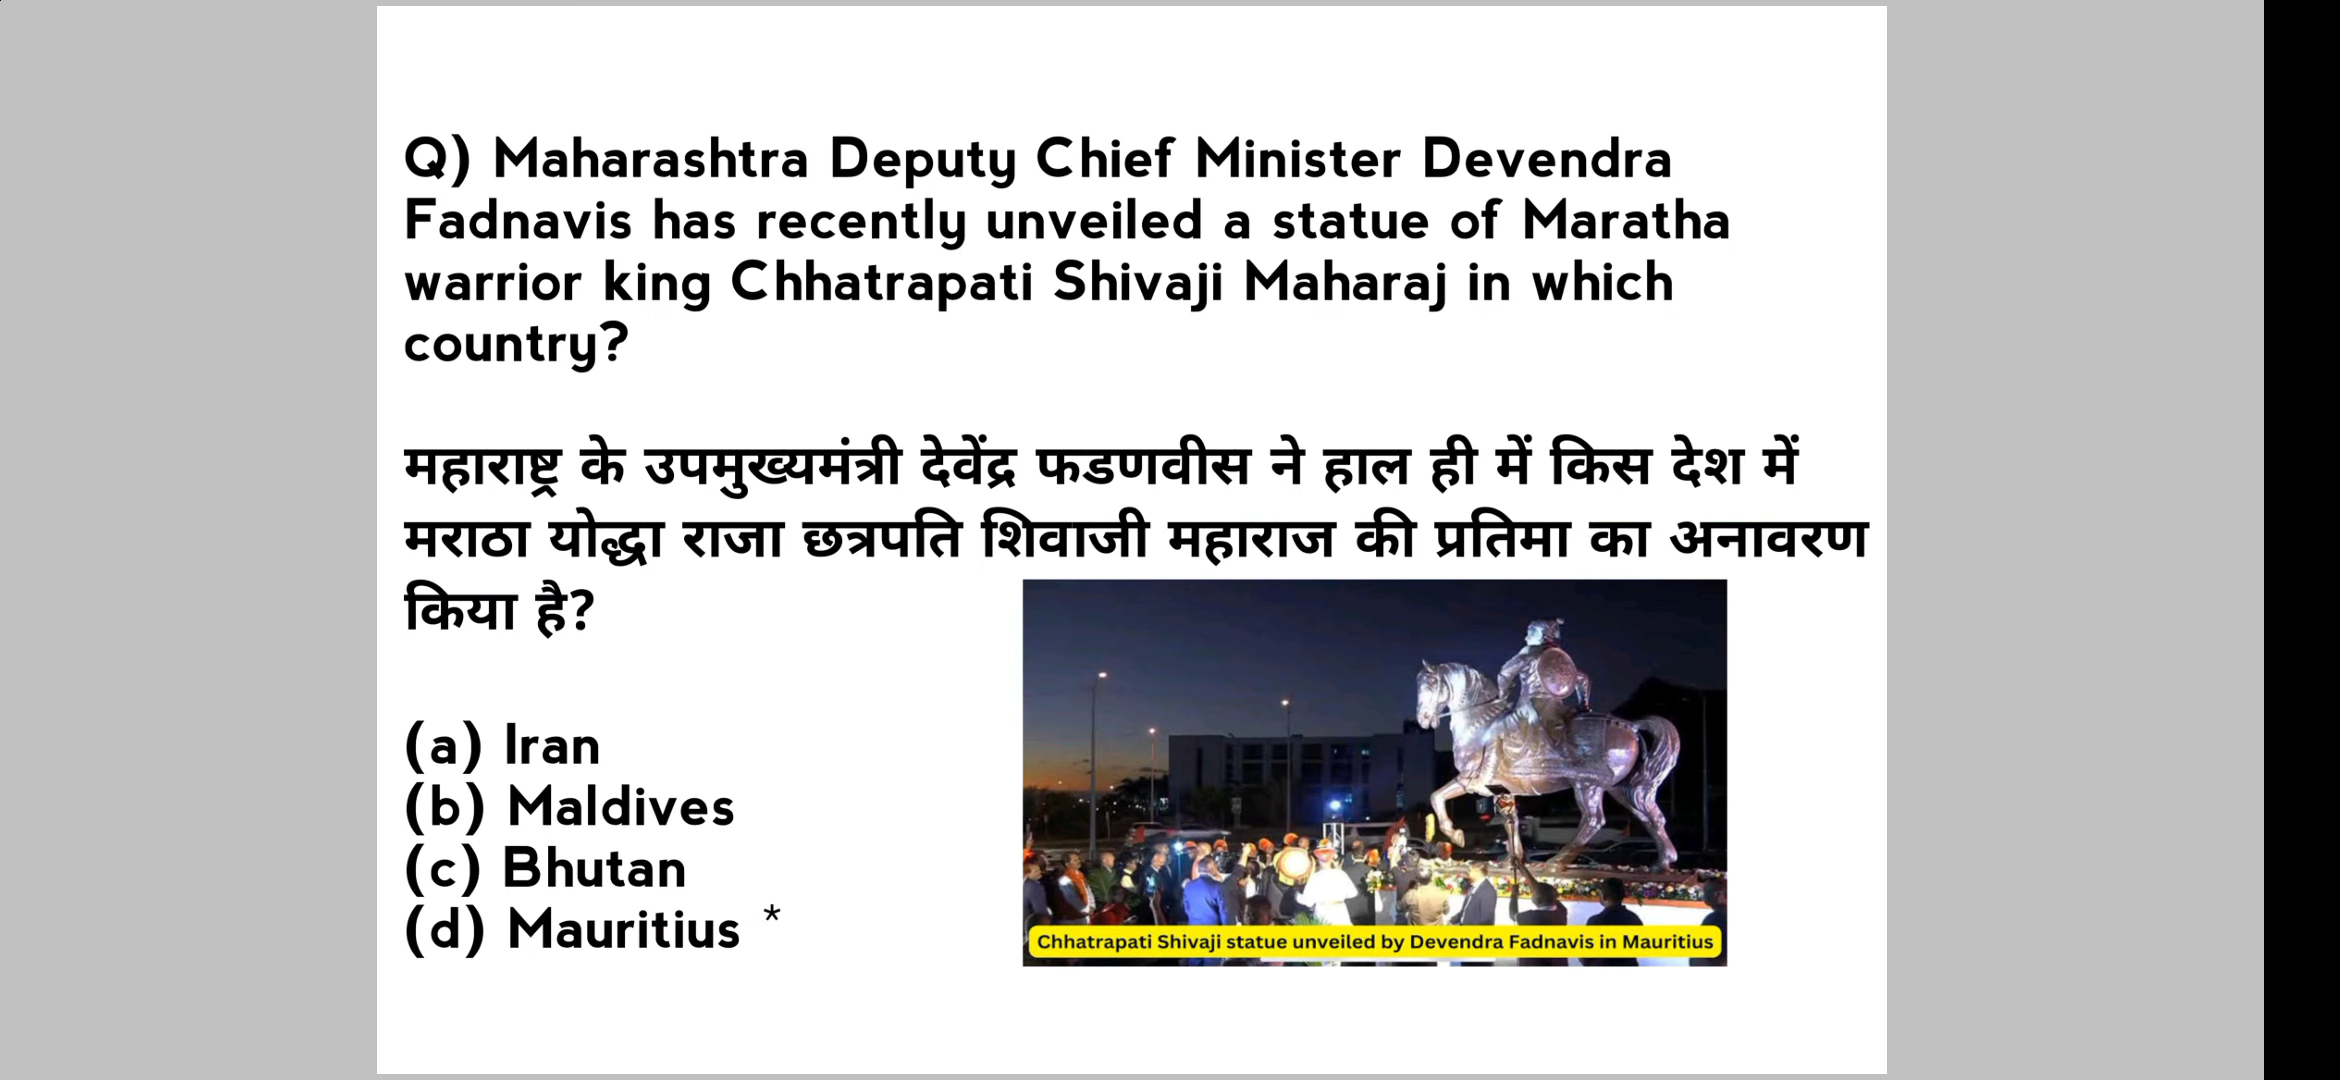 Q) Maharashtra Deputy Chief Minister Devendra
Fadnavis has recently unveiled a statue of Maratha
warrior king Chhatrapati Shivaji Maharaj in which
country?
महाराष्ट्र के उपमुख्यमंत्री देवेंद्र फडणवीस ने हाल ही में किस देश में
मराठा योद्धा राजा छत्रपति शिवाजी महाराज की प्रतिमा का अनावरण
किया है?
(a) Iran
(b) Maldives
(c) Bhutan
(d) Mauritius *
Chhatrapati Shivaji statue unveiled by Devendra Fadnavis in Mauritius